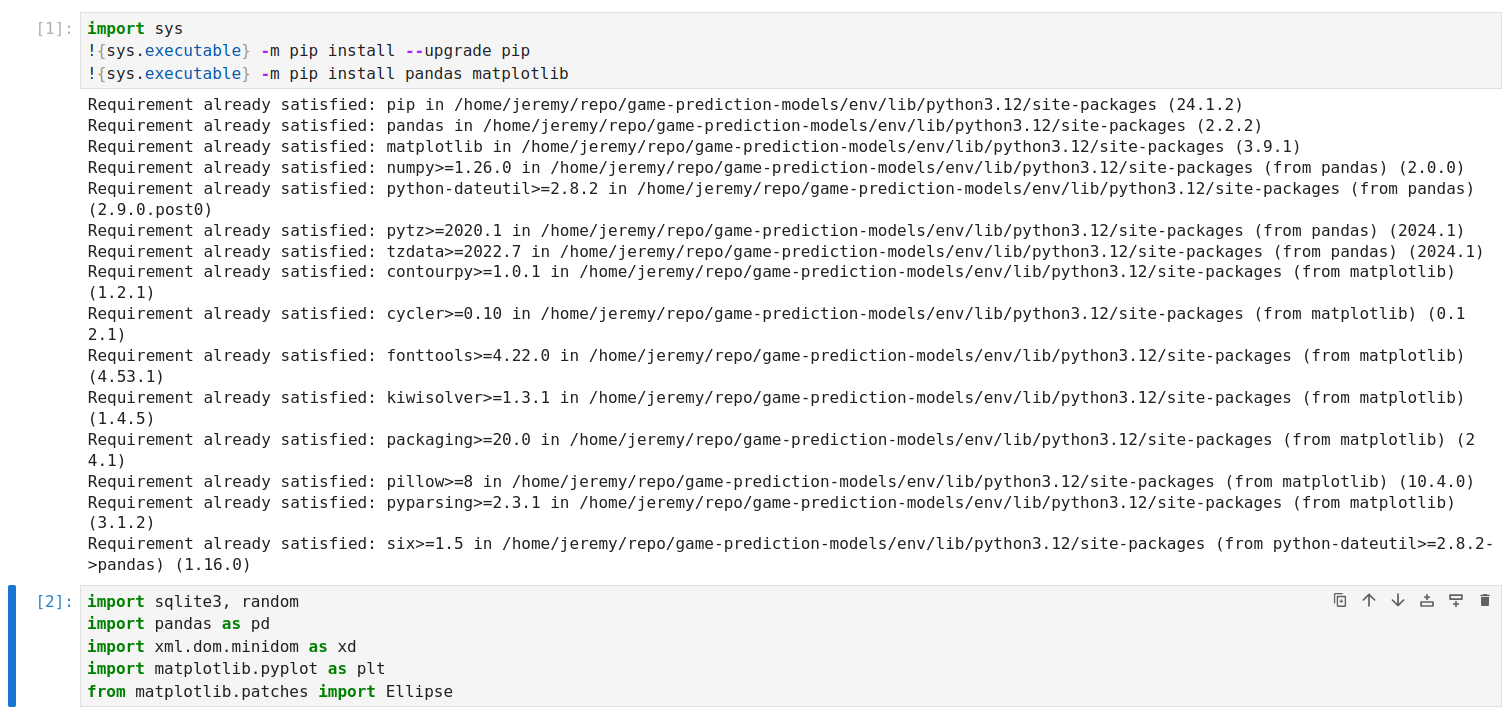 [1]: import sys
!{sys.executable} -m pip install --upgrade pip
!{sys.executable} -m pip install pandas matplotlib
Requirement already satisfied: pip in /home/jeremy/repo/game-prediction-models/env/lib/python3.12/site-packages (24.1.2)
Requirement already satisfied: pandas in /home/jeremy/repo/game-prediction-models/env/lib/python3.12/site-packages (2.2.2)
Requirement already satisfied: matplotlib in /home/jeremy/repo/game-prediction-models/env/lib/python3.12/site-packages (3.9.1)
Requirement already satisfied: numpy>=1.26.0 in /home/jeremy/repo/game-prediction-models/env/lib/python3.12/site-packages (from pandas) (2.0.0)
Requirement already satisfied: python-dateutil>=2.8.2 in /home/jeremy/repo/game-prediction-models/env/lib/python3.12/site-packages (from pandas)
(2.9.0.post0)
Requirement already satisfied: pytz>=2020.1 in /home/jeremy/repo/game-prediction-models/env/lib/python3.12/site-packages (from pandas) (2024.1)
Requirement already satisfied: tzdata>=2022.7 in /home/jeremy/repo/game-prediction-models/env/lib/python3.12/site-packages (from pandas) (2024.1)
Requirement already satisfied: contourpy>=1.0.1 in /home/jeremy/repo/game-prediction-models/env/lib/python3.12/site-packages (from matplotlib)
(1.2.1)
Requirement already satisfied: cycler>=0.10 in /home/jeremy/repo/game-prediction-models/env/lib/python3.12/site-packages (from matplotlib) (0.1
2.1)
Requirement already satisfied: fonttools>=4.22.0 in /home/jeremy/repo/game-prediction-models/env/lib/python3.12/site-packages (from matplotlib)
(4.53.1)
Requirement already satisfied: kiwisolver>=1.3.1 in /home/jeremy/repo/game-prediction-models/env/lib/python3.12/site-packages (from matplotlib)
(1.4.5)
Requirement already satisfied: packaging>=20.0 in /home/jeremy/repo/game-prediction-models/env/lib/python3.12/site-packages (from matplotlib) (2
4.1)
Requirement already satisfied: pillow>=8 in /home/jeremy/repo/game-prediction-models/env/lib/python3.12/site-packages (from matplotlib) (10.4.0)
Requirement already satisfied: pyparsing>=2.3.1 in /home/jeremy/repo/game-prediction-models/env/lib/python3.12/site-packages (from matplotlib)
(3.1.2)
Requirement already satisfied: six>=1.5 in /home/jeremy/repo/game-prediction-models/env/lib/python3.12/site-packages (from python-dateutil>=2.8.2-
>pandas) (1.16.0)
[2]: import sqlite3, random
import pandas as pd
import xml.dom.minidom as xd
import matplotlib.pyplot as plt
from matplotlib.patches import Ellipse